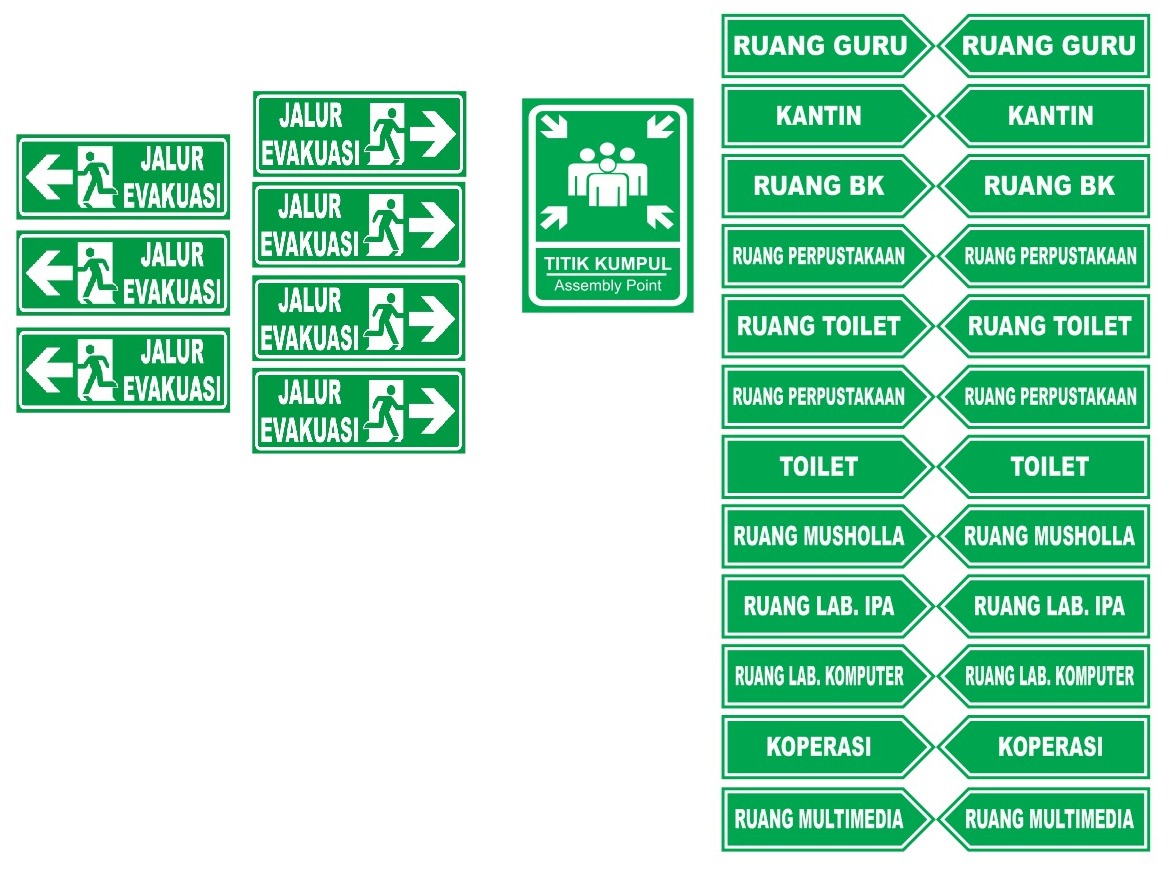 JALUR
EVAKUASI
JALUR
EVAKUASI
JALUR
EVAKUASI
JALUR
EVAKUASI
JALUR
EVAKUASI
JALUR
EVAKUASI
JALUR
EVAKUASI
TITIK KUMPUL
Assembly Point
RUANG GURU RUANG GURU
KANTIN KANTIN
RUANG BK RUANG BK
RUANG PERPUSTAKAAN RUANG PERPUSTAKAAN
RUANG TOILET RUANG TOILET
RUANG PERPUSTAKAAN RUANG PERPUSTAKAAN
TOILET TOILET
RUANG MUSHOLLA RUANG MUSHOLLA
RUANG LAB. IPA RUANG LAB. IPA
RUANG LAB. KOMPUTER RUANG LAB. KOMPUTER
KOPERASI KOPERASI
RUANG MULTIMEDIA RUANG MULTIMEDIA